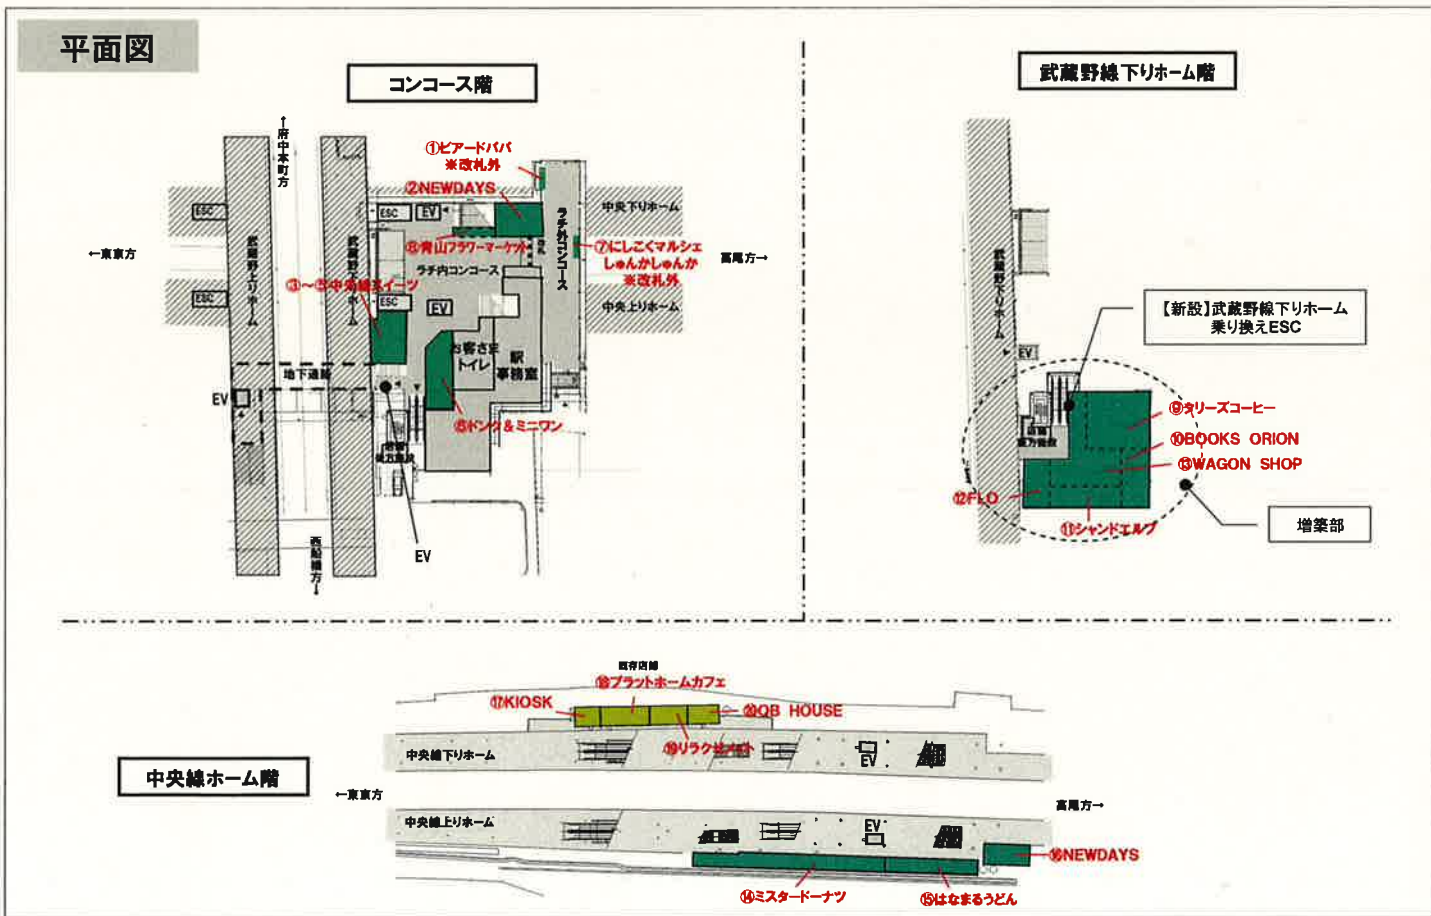 平面図
コンコース階
↑府中本町方
①ビアードパパ
※改札外
②NEWDAYS
ESC
ESC
EV
中央下りホーム
⑧青山フラワーマーケット
ラチ外コンコース
⑦にしこくマルシェ
しゅんかしゅんか
※改札外
←東京方
武蔵野上りホーム
武蔵野下りホーム
ラチ内コンコース
高尾方→
③～⑤中央線スイーツ
ESC
ESC
EV
中央上りホーム
お客さま
トイレ
駅
事務室
地下通路
EV
⑥ドンク＆ミニワン
西船橋方→
EV
武蔵野線下りホーム階
武蔵野下りホーム
【新設】武蔵野線下りホーム
乗り換えESC
EV
⑨タリーズコーヒー
⑩BOOKS ORION
⑬WAGON SHOP
⑫FLO
⑪シャンドエルブ
増築部
既存店舗
⑱プラットホームカフェ
⑰KIOSK
⑳QB HOUSE
⑲リラクゼ
中央線下りホーム
EV
中央線ホーム階
←東京方
高尾方→
中央線上りホーム
EV
⑯NEWDAYS
⑭ミスタードーナツ
⑮はなまるうどん